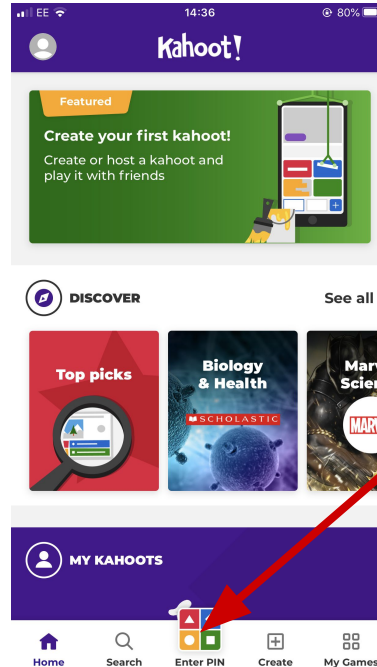 EE 14:36 80%
Kahoot!
Featured
Create your first kahoot!
Create or host a kahoot and
play it with friends
DISCOVER See all
Top picks
Biology
& Health
SCHOLASTIC
MY KAHOOTS
Home Search Enter PIN Create My Games